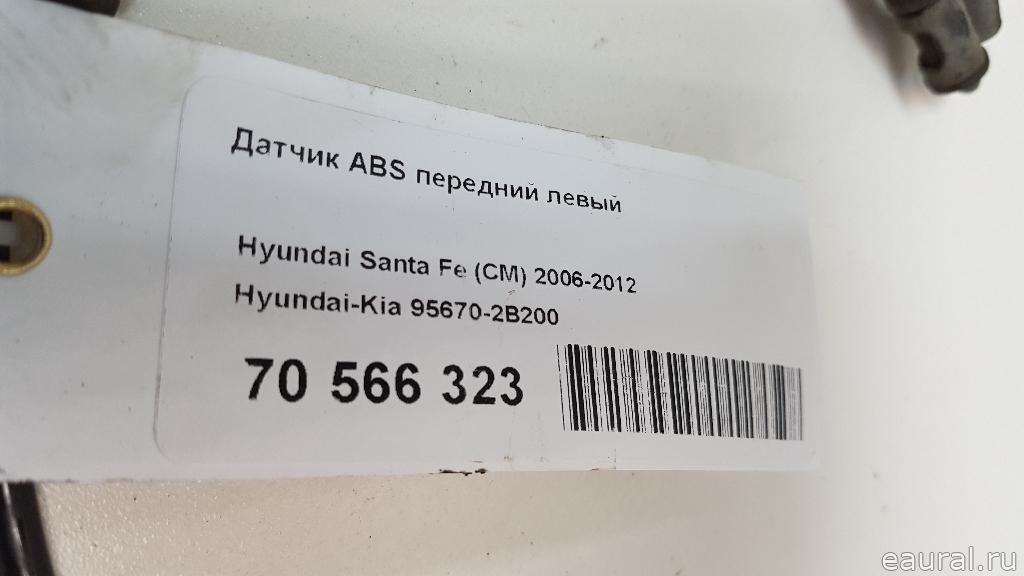 Датчик ABS передний левый
Hyundai Santa Fe (CM) 2006-2012
Hyundai-Kia 95670-2B200
70 566 323
eaural.ru